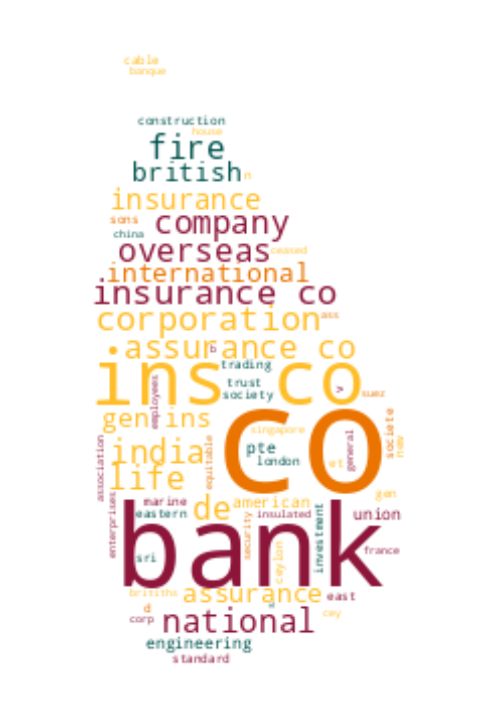 cable
banque
construction
house
fire
british n
insurance
sons company
china
overseas ceased
international
insurance co
corporation ass
assurance co
b
trading
ins co
trust
society
employees
v
suez
gen ins
co
singapore
societe
new
general
pte
london
et
india
equitable
association
life
gen
marine
eastern
de
american
insulated
union
enterprises
security
investment
bank
france
sri
ceylon
britiths
assurance
east
d
corp
national
cey
engineering
standard